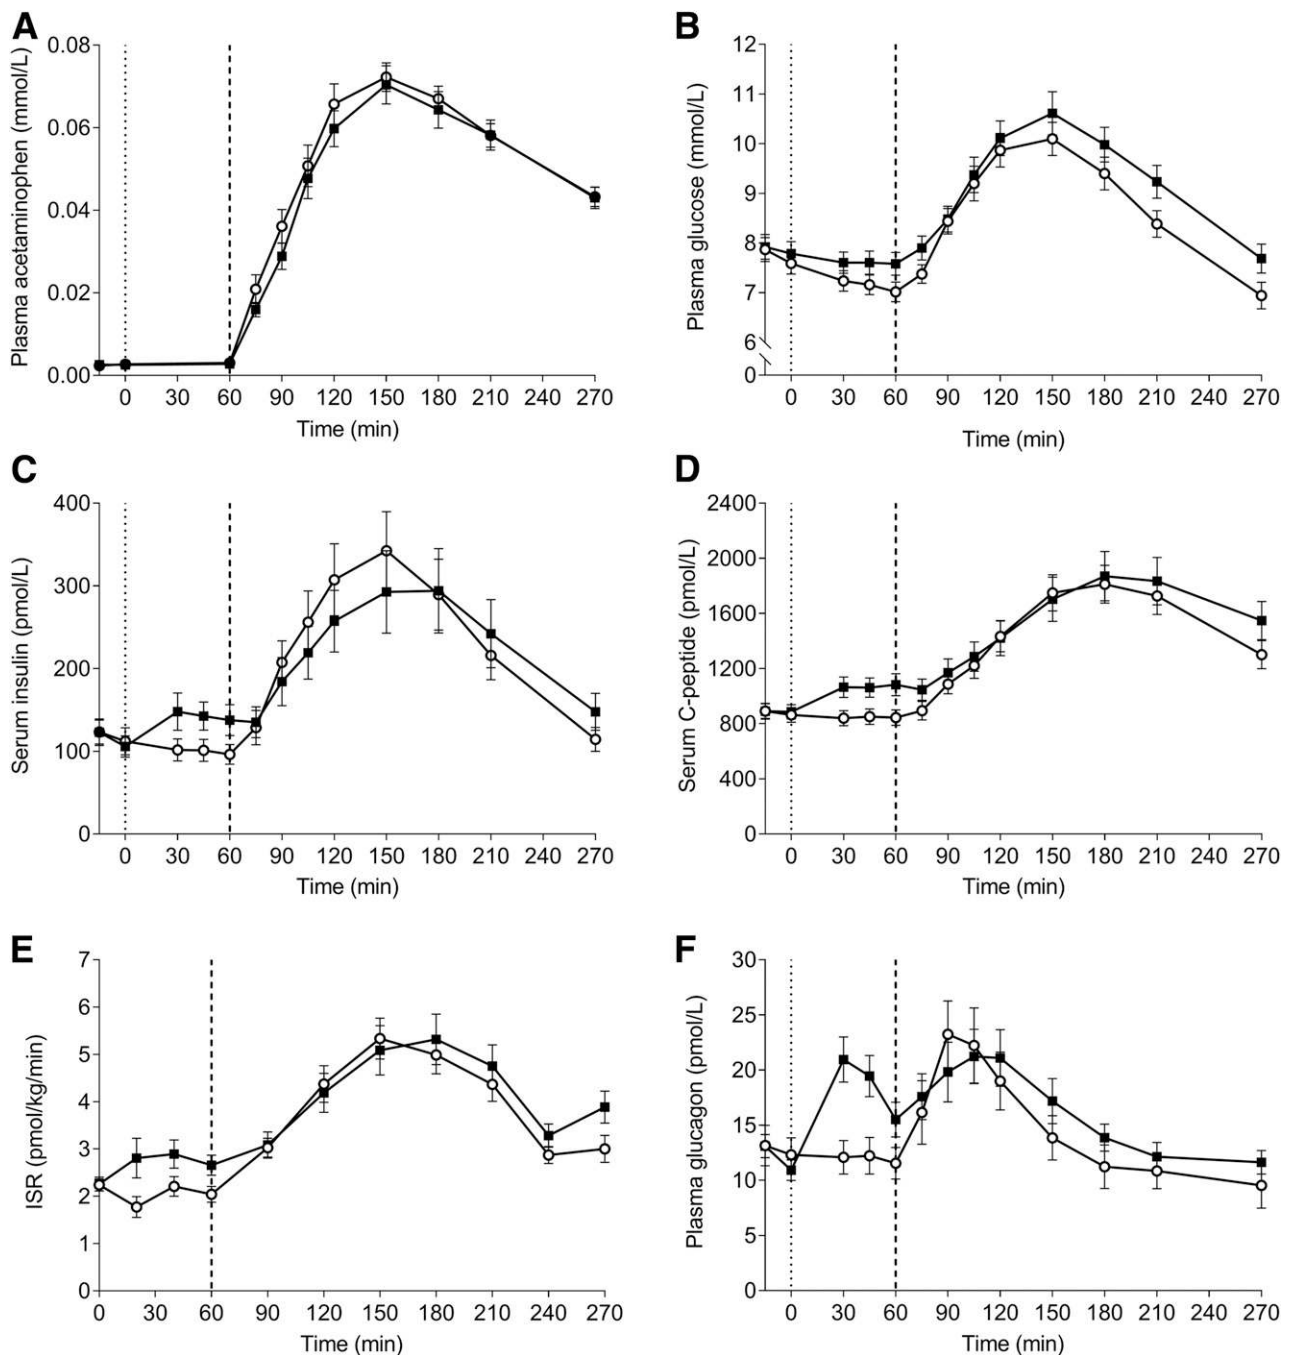 A
Plasma acetaminophen (mmol/L)
0.08
0.06
0.04
0.02
0.00
0 30 60 90 120 150 180 210 240 270
Time (min)
B
Plasma glucose (mmol/L)
12
11
10
9
8
7
6
0
0 30 60 90 120 150 180 210 240 270
Time (min)
C
Serum insulin (pmol/L)
400
300
200
100
0
0 30 60 90 120 150 180 210 240 270
Time (min)
D
Serum C-peptide (pmol/L)
2400
2000
1600
1200
800
400
0
0 30 60 90 120 150 180 210 240 270
Time (min)
E
ISR (pmol/kg/min)
7
6
5
4
3
2
1
0
0 30 60 90 120 150 180 210 240 270
Time (min)
F
Plasma glucagon (pmol/L)
30
25
20
15
10
5
0
0 30 60 90 120 150 180 210 240 270
Time (min)